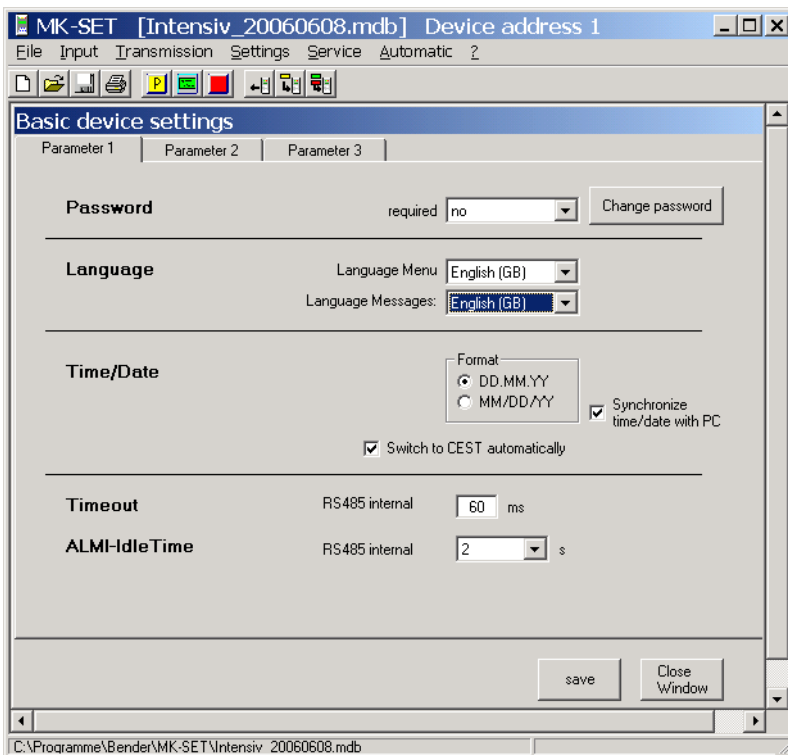 MK-SET [Intensiv_20060608.mdb] Device address 1
File Input Transmission Settings Service Automatic ?
P
Basic device settings
Parameter 1 Parameter 2 Parameter 3
Password required no Change password
Language Language Menu English (GB)
Language Messages: English (GB)
Time/Date Format
DD.MM.YY
MM/DD/YY
Synchronize
time/date with PC
Switch to CEST automatically
Timeout RS485 internal 60 ms
ALMI-IdleTime RS485 internal 2 s
save Close
Window
C:\Programme\Bender\MK-SET\Intensiv_20060608.mdb